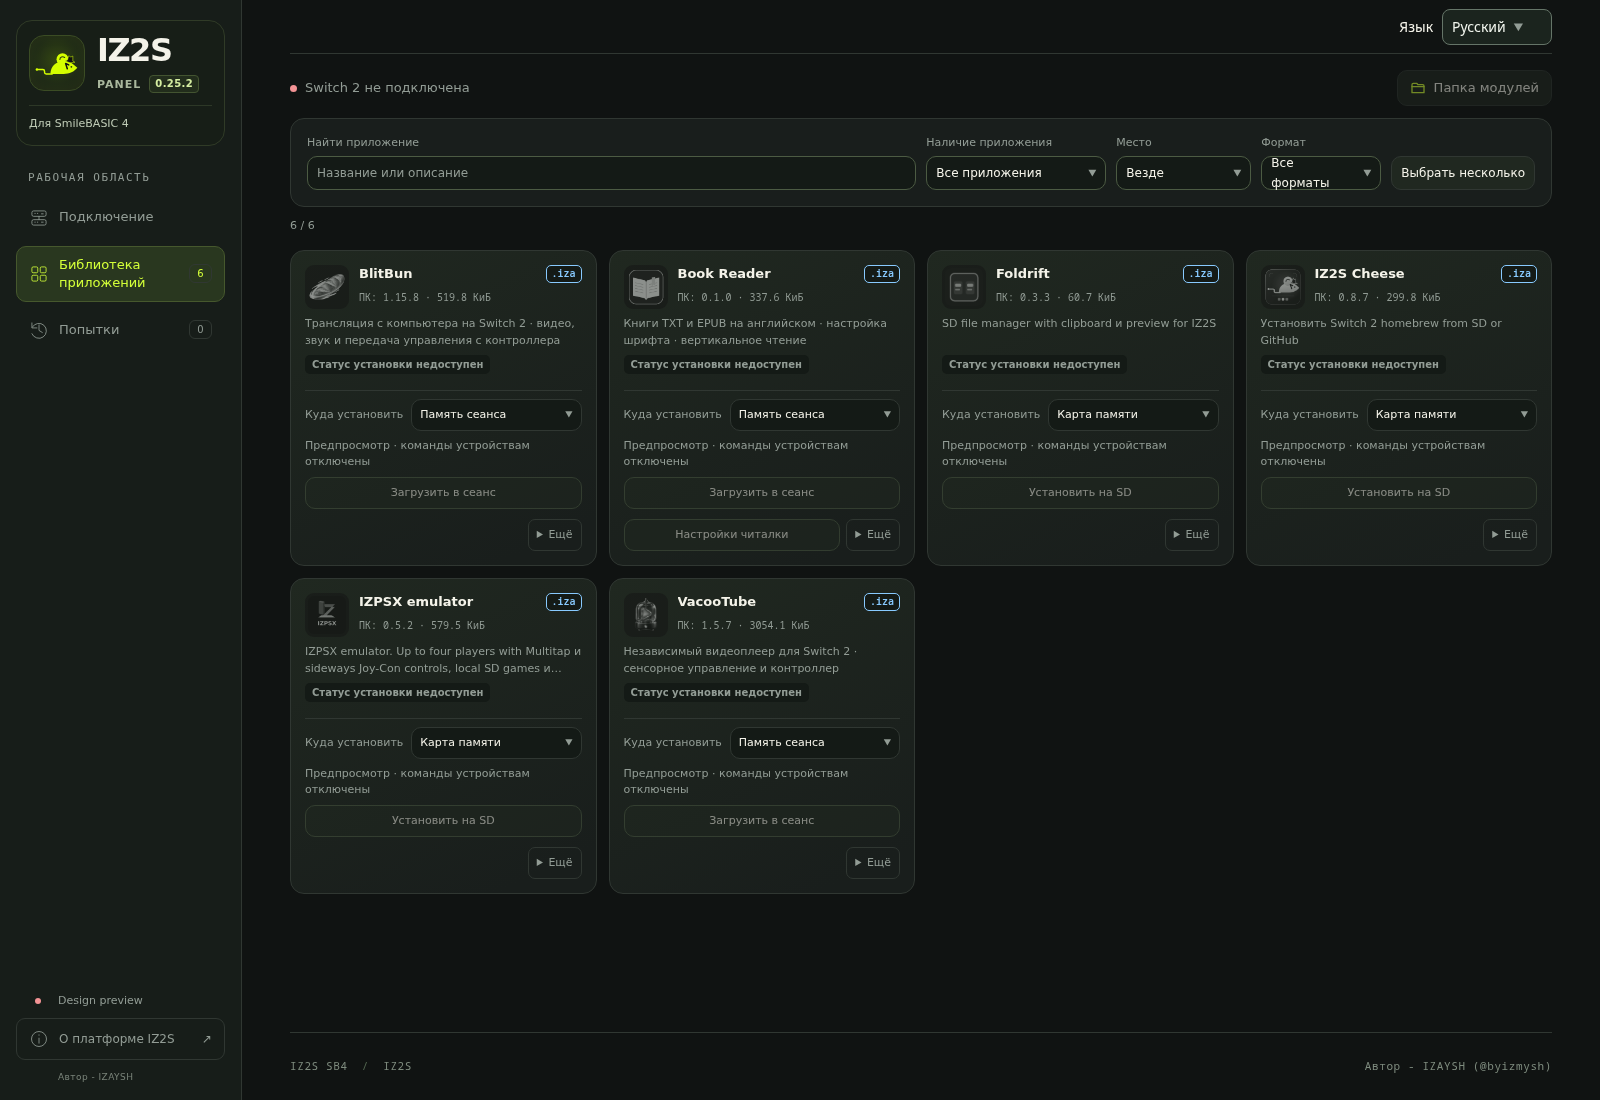 IZ2S
PANEL 0.25.2
Для SmileBASIC 4
РАБОЧАЯ ОБЛАСТЬ
Подключение
Библиотека
приложений
6
Попытки
0
Design preview
О платформе IZ2S ↗
Автор - IZAYSH
Язык Русский
Switch 2 не подключена
Папка модулей
Найти приложение
Название или описание
Наличие приложения
Все приложения
Место
Везде
Формат
Все
форматы
Выбрать несколько
6 / 6
BlitBun .iza
ПК: 1.15.8 · 519.8 КиБ
Трансляция с компьютера на Switch 2 · видео,
звук и передача управления с контроллера
Статус установки недоступен
Куда установить Память сеанса
Предпросмотр · команды устройствам
отключены
Загрузить в сеанс
Ещё
Book Reader .iza
ПК: 0.1.0 · 337.6 КиБ
Книги TXT и EPUB на английском · настройка
шрифта · вертикальное чтение
Статус установки недоступен
Куда установить Память сеанса
Предпросмотр · команды устройствам
отключены
Загрузить в сеанс
Настройки читалки
Ещё
Foldrift .iza
ПК: 0.3.3 · 60.7 КиБ
SD file manager with clipboard и preview for IZ2S
Статус установки недоступен
Куда установить Карта памяти
Предпросмотр · команды устройствам
отключены
Установить на SD
Ещё
IZ2S Cheese .iza
ПК: 0.8.7 · 299.8 КиБ
Установить Switch 2 homebrew from SD or
GitHub
Статус установки недоступен
Куда установить Карта памяти
Предпросмотр · команды устройствам
отключены
Установить на SD
Ещё
IZPSX
IZPSX emulator .iza
ПК: 0.5.2 · 579.5 КиБ
IZPSX emulator. Up to four players with Multitap и
sideways Joy-Con controls, local SD games и…
Статус установки недоступен
Куда установить Карта памяти
Предпросмотр · команды устройствам
отключены
Установить на SD
Ещё
VacooTube .iza
ПК: 1.5.7 · 3054.1 КиБ
Независимый видеоплеер для Switch 2 ·
сенсорное управление и контроллер
Статус установки недоступен
Куда установить Память сеанса
Предпросмотр · команды устройствам
отключены
Загрузить в сеанс
Ещё
IZ2S SB4 / IZ2S
Автор - IZAYSH (@byizmysh)